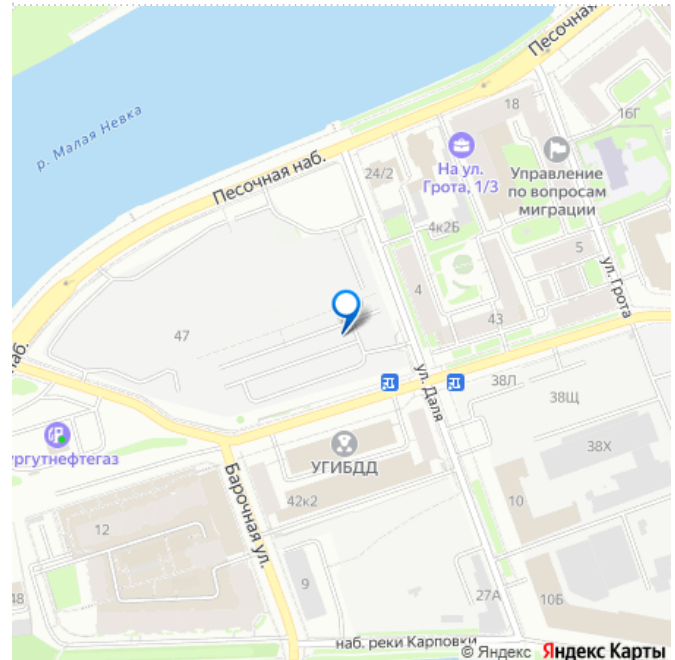 Песочная
18
16Г
р. Малая Невка
На ул.
Грота, 1/3
Управление
по вопросам
миграции
24/2
Песочная наб.
4к2Б
5
ул. Грота
4
43
47
наб.
ул. Даля
38Л
38Щ
ургутнефтегаз
УГИБДД
38Х
Барочная ул.
42к2
10
12
9
48
27А
10Б
наб. реки Карповки
© Яндекс Яндекс Карты